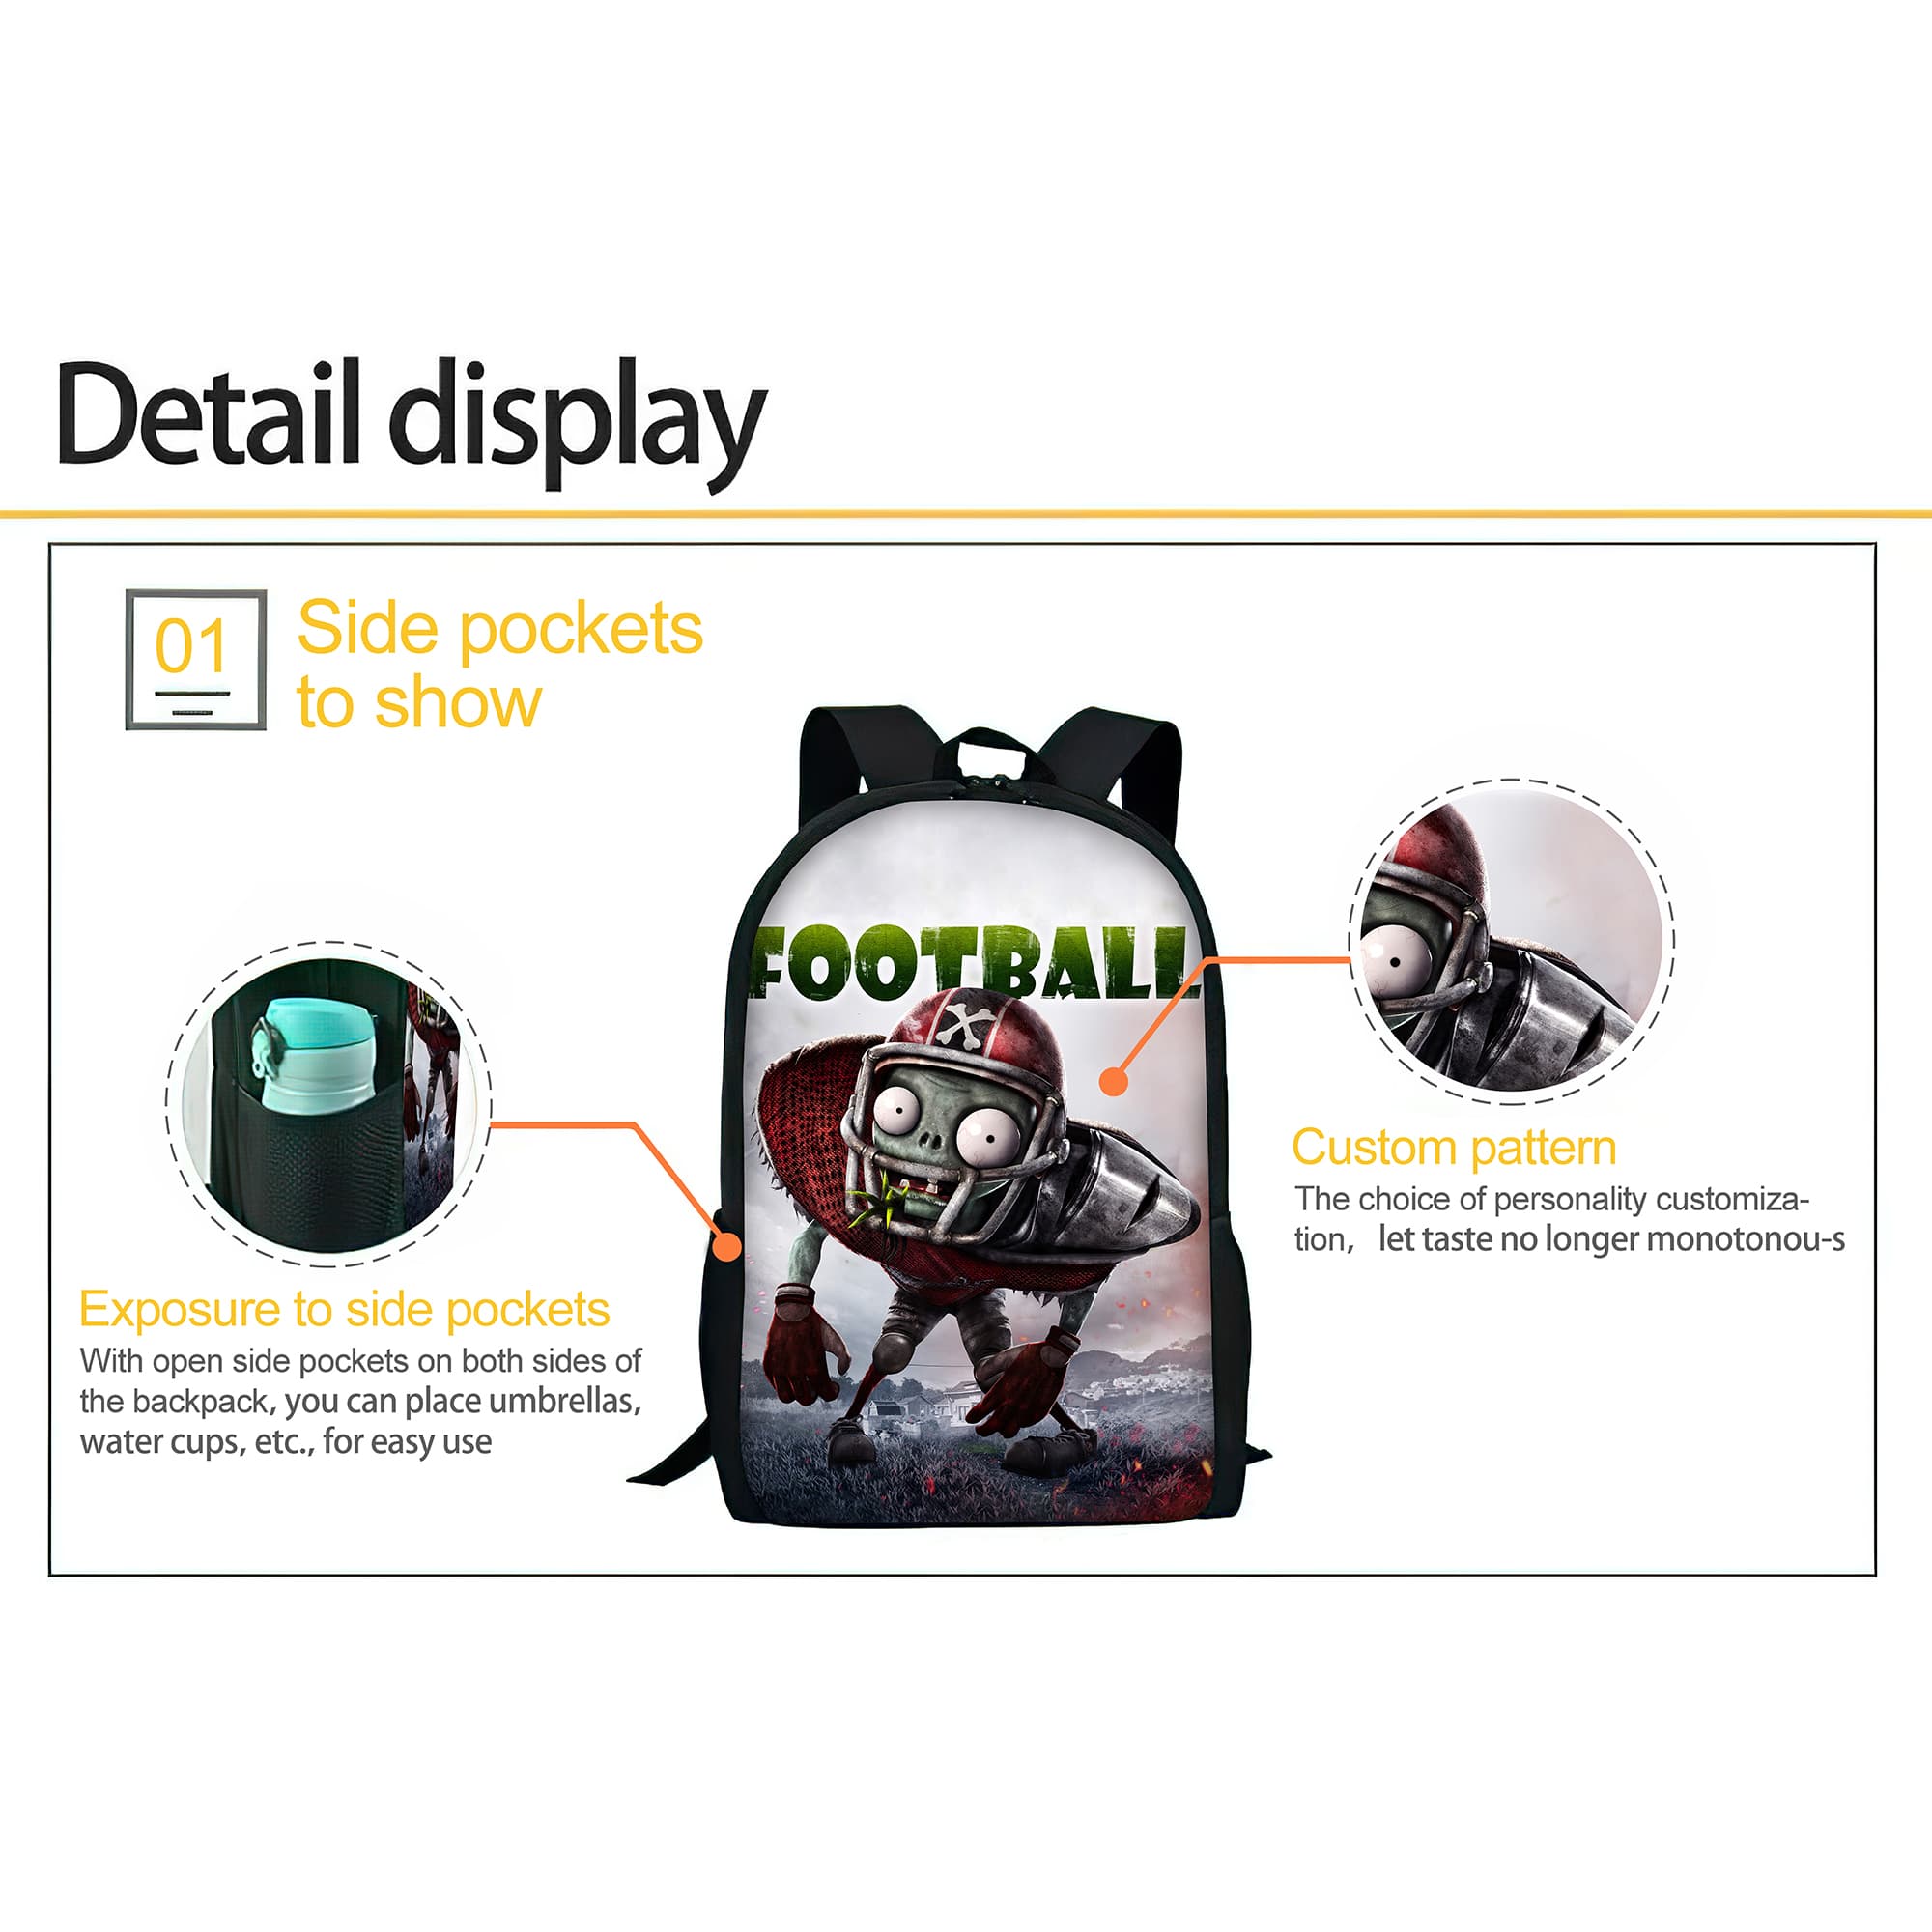 Detail display
01
Side pockets
to show
FOOTBALL
Custom pattern
The choice of personality customiza-
tion, let taste no longer monotonou-s
Exposure to side pockets
With open side pockets on both sides of
the backpack, you can place umbrellas,
water cups, etc., for easy use